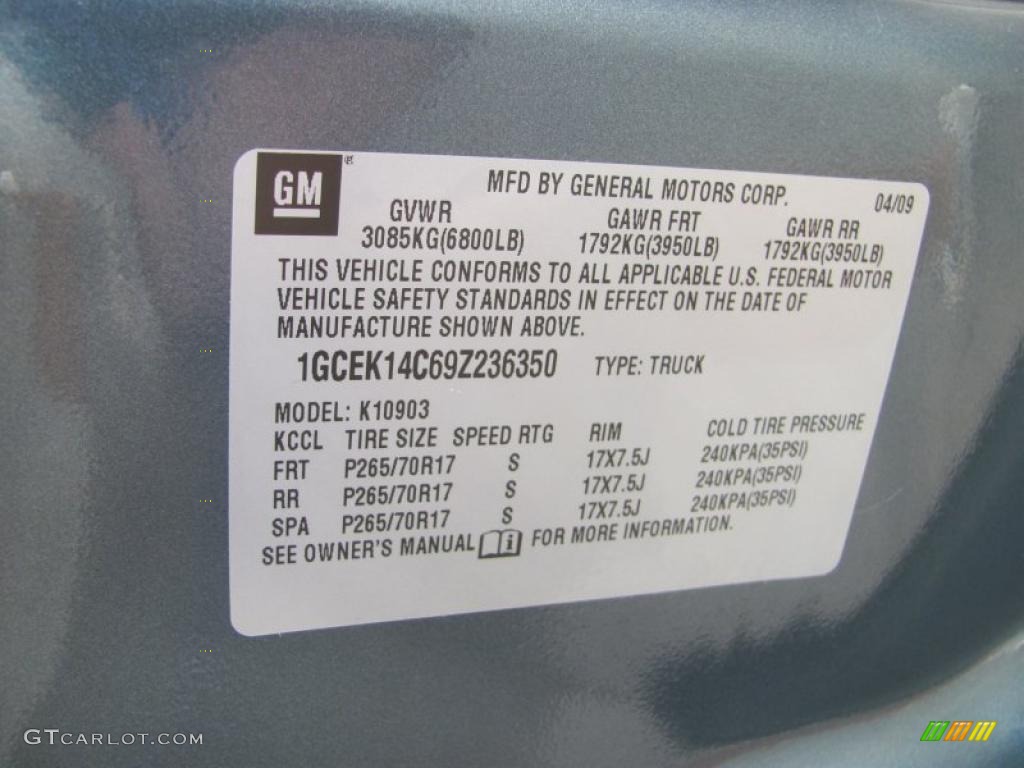 GM
MFD BY GENERAL MOTORS CORP. 04/09
GVWR GAWR FRT GAWR RR
3085KG(6800LB) 1792KG(3950LB) 1792KG(3950LB)
THIS VEHICLE CONFORMS TO ALL APPLICABLE U.S. FEDERAL MOTOR
VEHICLE SAFETY STANDARDS IN EFFECT ON THE DATE OF
MANUFACTURE SHOWN ABOVE.
1GCEK14C69Z236350 TYPE: TRUCK
MODEL: K10903
KCCL TIRE SIZE SPEED RTG RIM COLD TIRE PRESSURE
FRT P265/70R17 S 17X7.5J 240KPA(35PSI)
RR P265/70R17 S 17X7.5J 240KPA(35PSI)
SPA P265/70R17 S 17X7.5J 240KPA(35PSI)
SEE OWNER'S MANUAL i FOR MORE INFORMATION.
GTCARLOT.COM